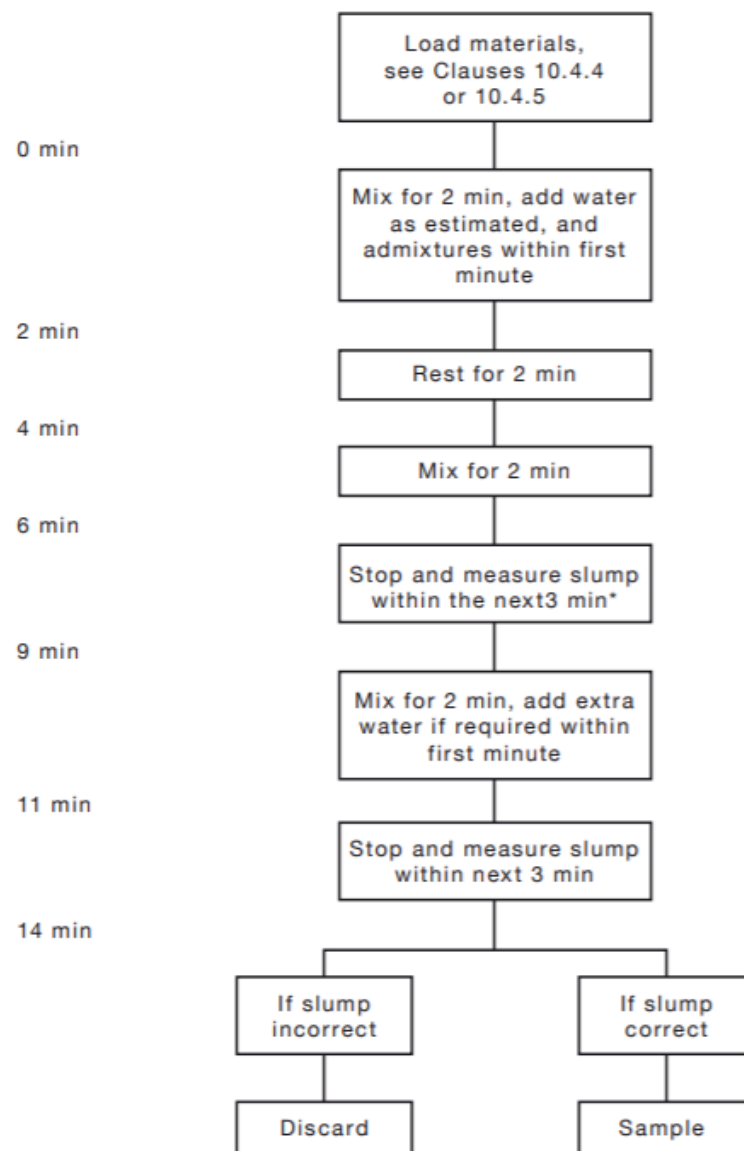 Load materials,
see Clauses 10.4.4
or 10.4.5
0 min
Mix for 2 min, add water
as estimated, and
admixtures within first
minute
2 min
Rest for 2 min
4 min
Mix for 2 min
6 min
Stop and measure slump
within the next3 min*
9 min
Mix for 2 min, add extra
water if required within
first minute
11 min
Stop and measure slump
within next 3 min
14 min
If slump
incorrect
If slump
correct
Discard
Sample